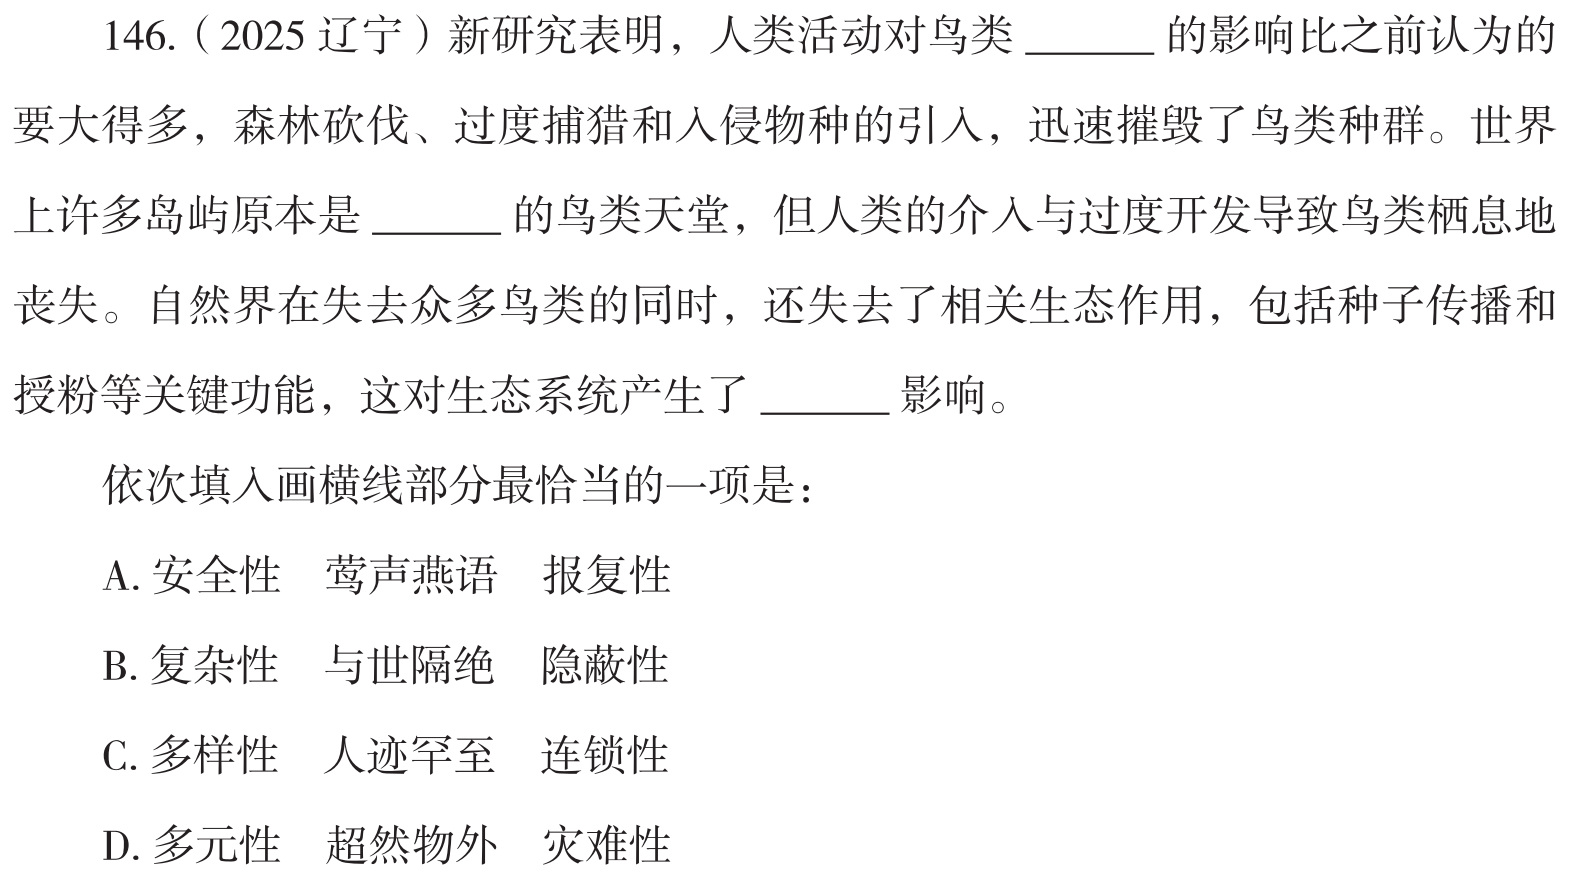 146.（2025 辽宁）新研究表明，人类活动对鸟类 ______ 的影响比之前认为的
要大得多，森林砍伐、过度捕猎和入侵物种的引入，迅速摧毁了鸟类种群。世界
上许多岛屿原本是 ______ 的鸟类天堂，但人类的介入与过度开发导致鸟类栖息地
丧失。自然界在失去众多鸟类的同时，还失去了相关生态作用，包括种子传播和
授粉等关键功能，这对生态系统产生了 ______ 影响。
依次填入画横线部分最恰当的一项是：
A. 安全性　莺声燕语　报复性
B. 复杂性　与世隔绝　隐蔽性
C. 多样性　人迹罕至　连锁性
D. 多元性　超然物外　灾难性